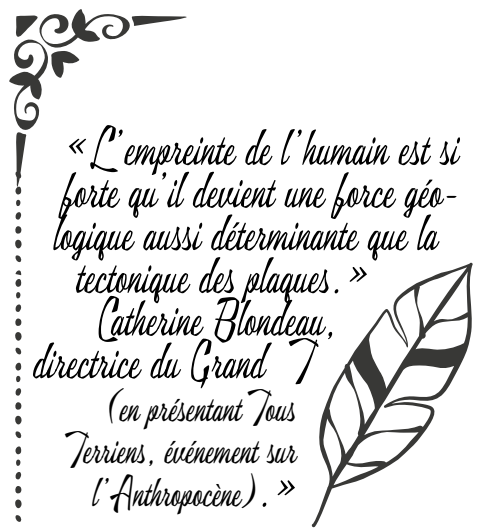 « L'empreinte de l'humain est si
forte qu'il devient une force géo-
logique aussi déterminante que la
tectonique des plaques. »
Catherine Blondeau,
directrice du Grand T
(en présentant Tous
Terriens, événement sur
l'Anthropocène). »